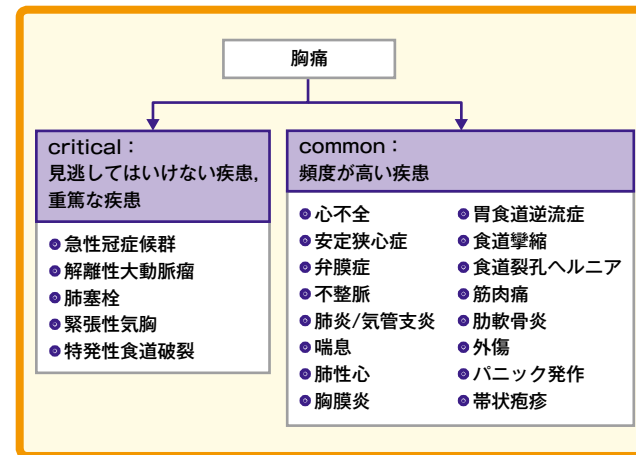 胸痛
critical：
見逃してはいけない疾患，
重篤な疾患
急性冠症候群
解離性大動脈瘤
肺塞栓
緊張性気胸
特発性食道破裂
common：
頻度が高い疾患
心不全
安定狭心症
弁膜症
不整脈
肺炎/気管支炎
喘息
肺性心
胸膜炎
胃食道逆流症
食道攣縮
食道裂孔ヘルニア
筋肉痛
肋軟骨炎
外傷
パニック発作
帯状疱疹